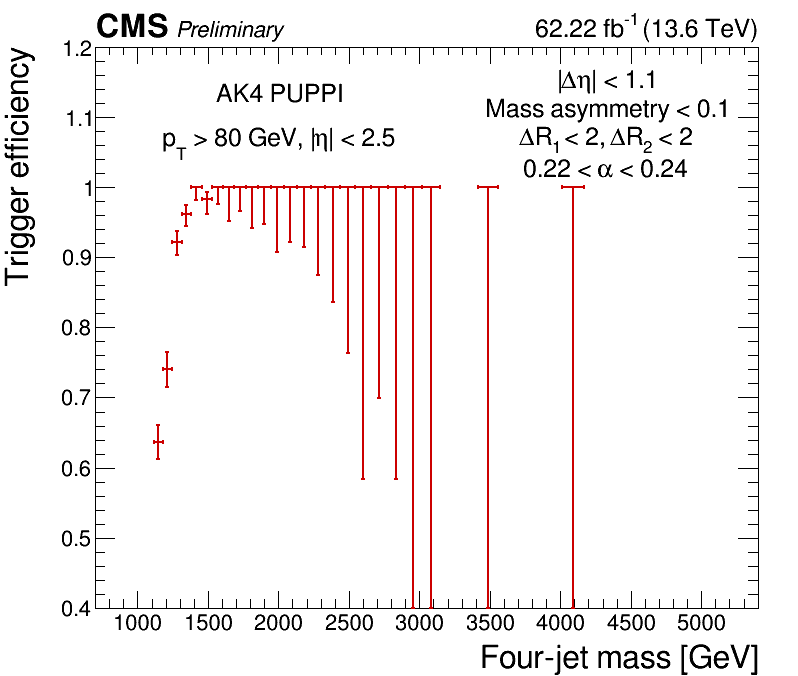 CMS Preliminary 62.22 fb⁻¹ (13.6 TeV)
AK4 PUPPI
p_T > 80 GeV, |η| < 2.5
|Δη| < 1.1
Mass asymmetry < 0.1
ΔR₁ < 2, ΔR₂ < 2
0.22 < α < 0.24
Trigger efficiency
1.2
1.1
1
0.9
0.8
0.7
0.6
0.5
0.4
1000 1500 2000 2500 3000 3500 4000 4500 5000
Four-jet mass [GeV]